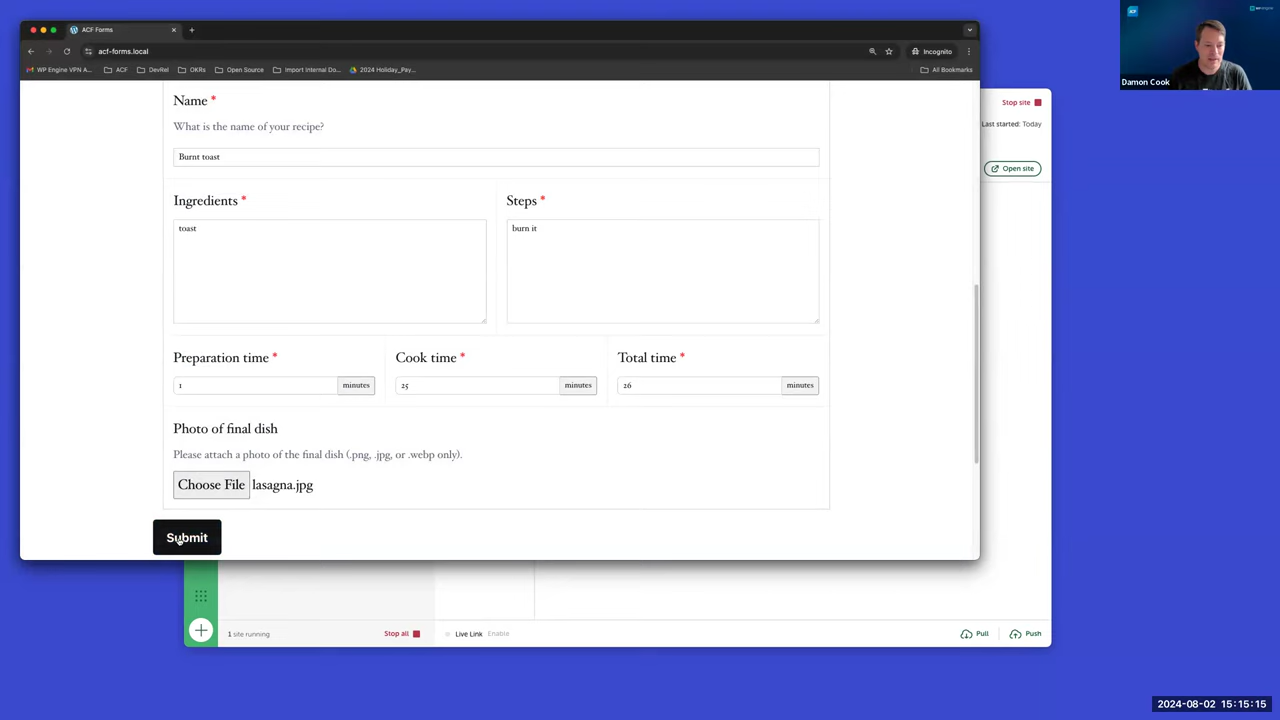 ACF Forms
acf-forms.local
Incognito
WP Engine VPN A...
ACF
DevRel
OKRs
Open Source
Import Internal Do...
2024 Holiday_Pay...
All Bookmarks
Damon Cook
Name *
What is the name of your recipe?
Burnt toast
Ingredients *
Steps *
toast
burn it
Preparation time *
Cook time *
Total time *
1
minutes
25
minutes
26
minutes
Photo of final dish
Please attach a photo of the final dish (.png, .jpg, or .webp only).
Choose File
lasagna.jpg
Submit
Stop site
Last started: Today
Open site
1 site running
Stop all
Live Link
Enable
Pull
Push
2024-08-02 15:15:15